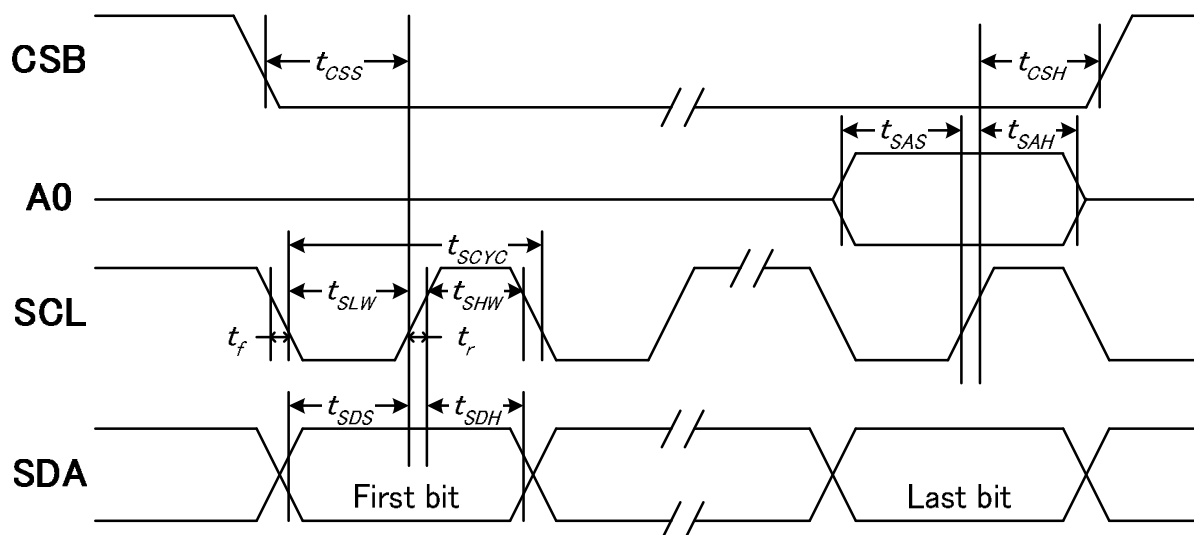 CSB
tCSS
tCSH
tSAS
tSAH
A0
tSCYC
SCL
tSLW
tSHW
tf
tr
tSDS
tSDH
SDA
First bit
Last bit